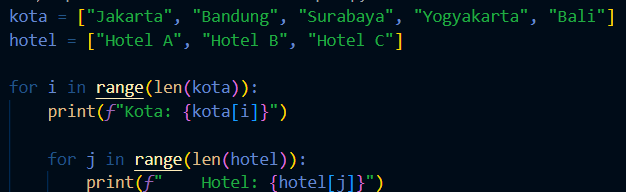 kota = ["Jakarta", "Bandung", "Surabaya", "Yogyakarta", "Bali"]
hotel = ["Hotel A", "Hotel B", "Hotel C"]
for i in range(len(kota)):
    print(f"Kota: {kota[i]}")
    for j in range(len(hotel)):
        print(f"    Hotel: {hotel[j]}")